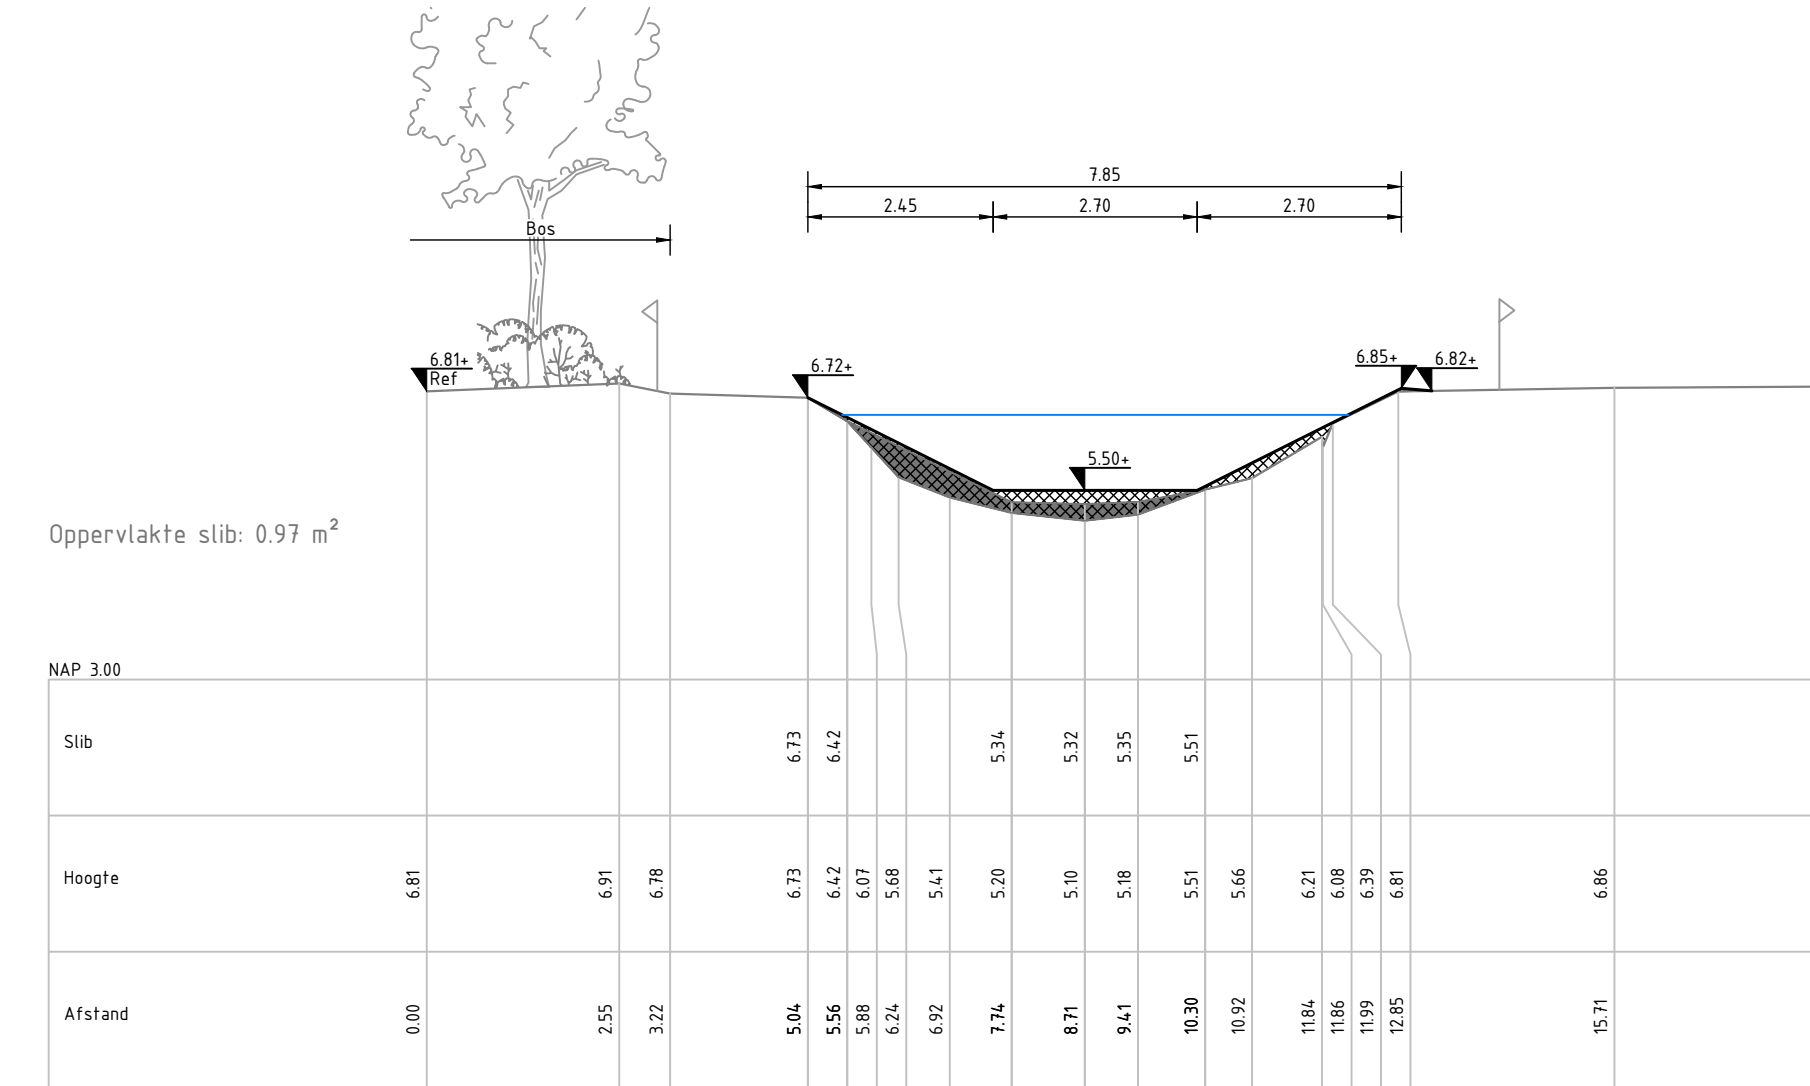 7.85
2.45 2.70 2.70
Bos
6.81+
Ref
6.72+
6.85+ 6.82+
5.50+
Oppervlakte slib: 0.97 m²
NAP 3.00
Slib 6.73 6.42 5.34 5.32 5.35 5.51
Hoogte 6.81 6.91 6.78 6.73 6.42 6.07 5.68 5.41 5.20 5.10 5.18 5.51 5.66 6.21 6.08 6.39 6.81 6.86
Afstand 0.00 2.55 3.22 5.04 5.56 5.88 6.24 6.92 7.74 8.71 9.41 10.30 10.92 11.84 11.86 11.99 12.85 15.71